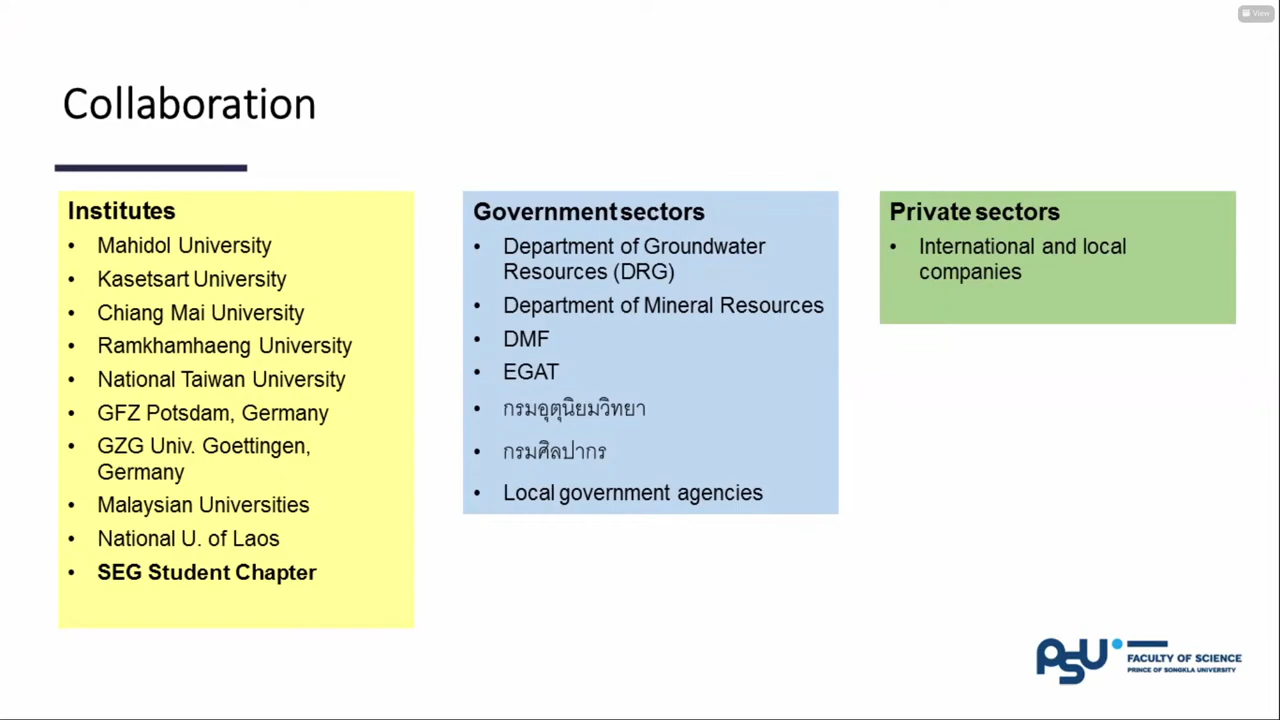 View
Collaboration
Institutes
• Mahidol University
• Kasetsart University
• Chiang Mai University
• Ramkhamhaeng University
• National Taiwan University
• GFZ Potsdam, Germany
• GZG Univ. Goettingen,
Germany
• Malaysian Universities
• National U. of Laos
• SEG Student Chapter
Government sectors
• Department of Groundwater
Resources (DRG)
• Department of Mineral Resources
• DMF
• EGAT
• กรมอุตุนิยมวิทยา
• กรมศิลปากร
• Local government agencies
Private sectors
• International and local
companies
PSU
FACULTY OF SCIENCE
PRINCE OF SONGKLA UNIVERSITY